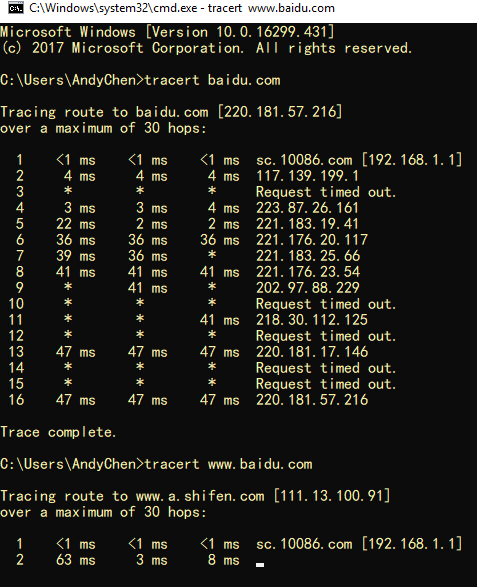 C:\Windows\system32\cmd.exe - tracert  www.baidu.com
Microsoft Windows [Version 10.0.16299.431]
(c) 2017 Microsoft Corporation. All rights reserved.
C:\Users\AndyChen>tracert baidu.com
Tracing route to baidu.com [220.181.57.216]
over a maximum of 30 hops:
1 <1 ms <1 ms <1 ms sc.10086.com [192.168.1.1]
2 4 ms 4 ms 4 ms 117.139.199.1
3 * * * Request timed out.
4 3 ms 3 ms 4 ms 223.87.26.161
5 22 ms 2 ms 2 ms 221.183.19.41
6 36 ms 36 ms 36 ms 221.176.20.117
7 39 ms 36 ms * 221.183.25.66
8 41 ms 41 ms 41 ms 221.176.23.54
9 * 41 ms * 202.97.88.229
10 * * * Request timed out.
11 * * 41 ms 218.30.112.125
12 * * * Request timed out.
13 47 ms 47 ms 47 ms 220.181.17.146
14 * * * Request timed out.
15 * * * Request timed out.
16 47 ms 47 ms 47 ms 220.181.57.216
Trace complete.
C:\Users\AndyChen>tracert www.baidu.com
Tracing route to www.a.shifen.com [111.13.100.91]
over a maximum of 30 hops:
1 <1 ms <1 ms <1 ms sc.10086.com [192.168.1.1]
2 63 ms 3 ms 8 ms